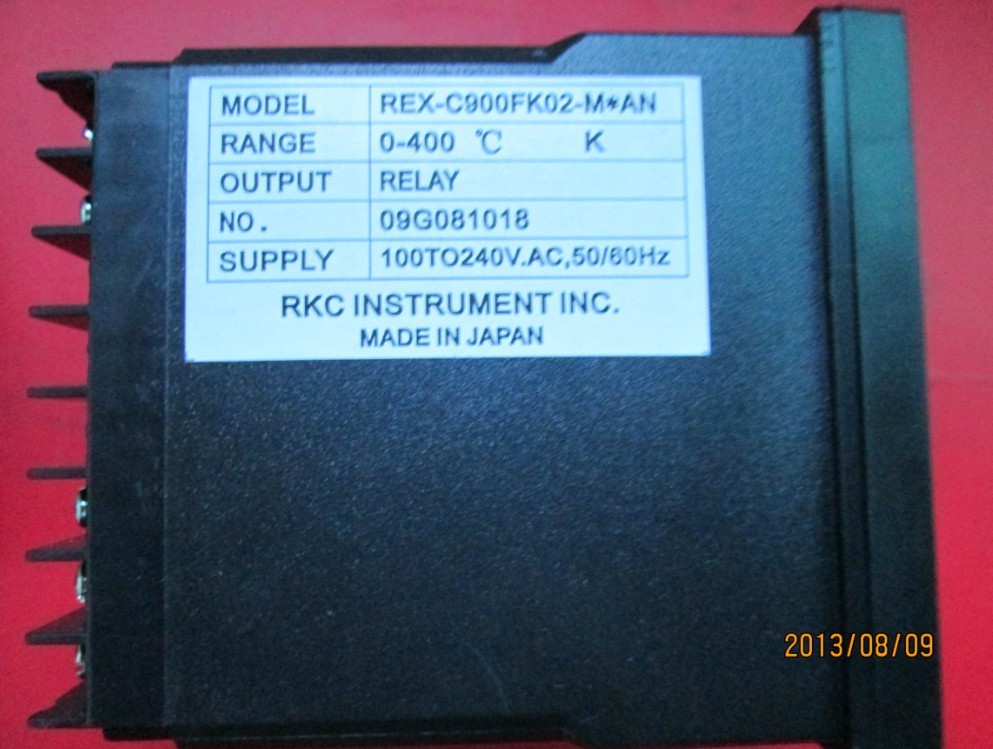 MODEL REX-C900FK02-M*AN
RANGE 0-400 ℃ K
OUTPUT RELAY
NO. 09G081018
SUPPLY 100TO240V.AC,50/60Hz
RKC INSTRUMENT INC.
MADE IN JAPAN
2013/08/09